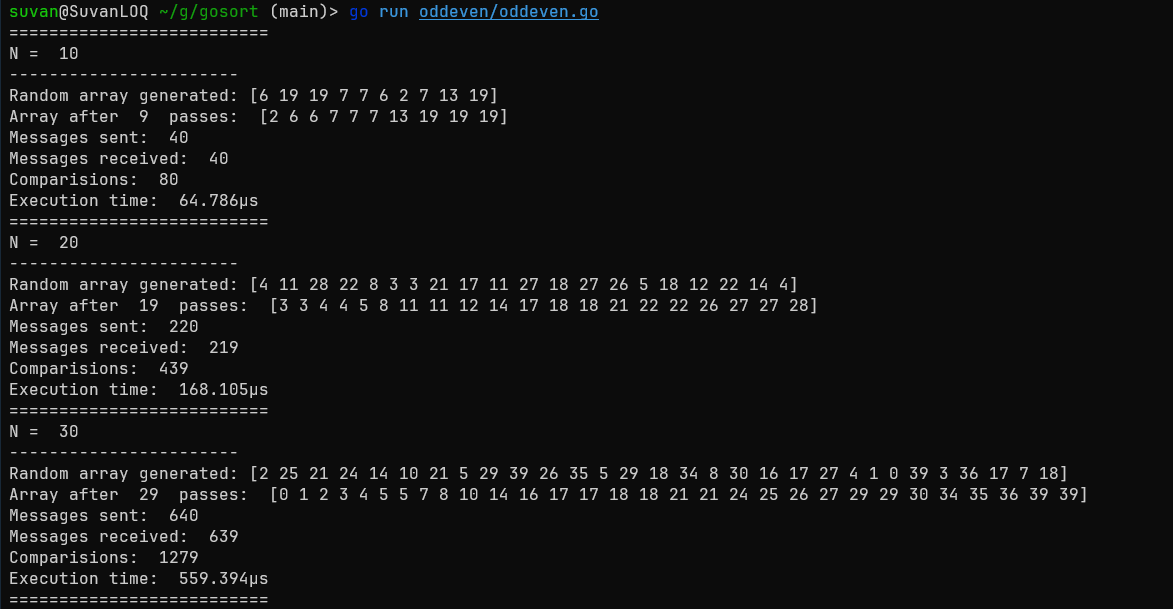 suvan@SuvanLOQ ~/g/gosort (main)> go run oddeven/oddeven.go
==========================
N =  10
-----------------------
Random array generated: [6 19 19 7 7 6 2 7 13 19]
Array after  9  passes:  [2 6 6 7 7 7 13 19 19 19]
Messages sent:  40
Messages received:  40
Comparisions:  80
Execution time:  64.786µs
==========================
N =  20
-----------------------
Random array generated: [4 11 28 22 8 3 3 21 17 11 27 18 27 26 5 18 12 22 14 4]
Array after  19  passes:  [3 3 4 4 5 8 11 11 12 14 17 18 18 21 22 22 26 27 27 28]
Messages sent:  220
Messages received:  219
Comparisions:  439
Execution time:  168.105µs
==========================
N =  30
-----------------------
Random array generated: [2 25 21 24 14 10 21 5 29 39 26 35 5 29 18 34 8 30 16 17 27 4 1 0 39 3 36 17 7 18]
Array after  29  passes:  [0 1 2 3 4 5 5 7 8 10 14 16 17 17 18 18 21 21 24 25 26 27 29 29 30 34 35 36 39 39]
Messages sent:  640
Messages received:  639
Comparisions:  1279
Execution time:  559.394µs
==========================